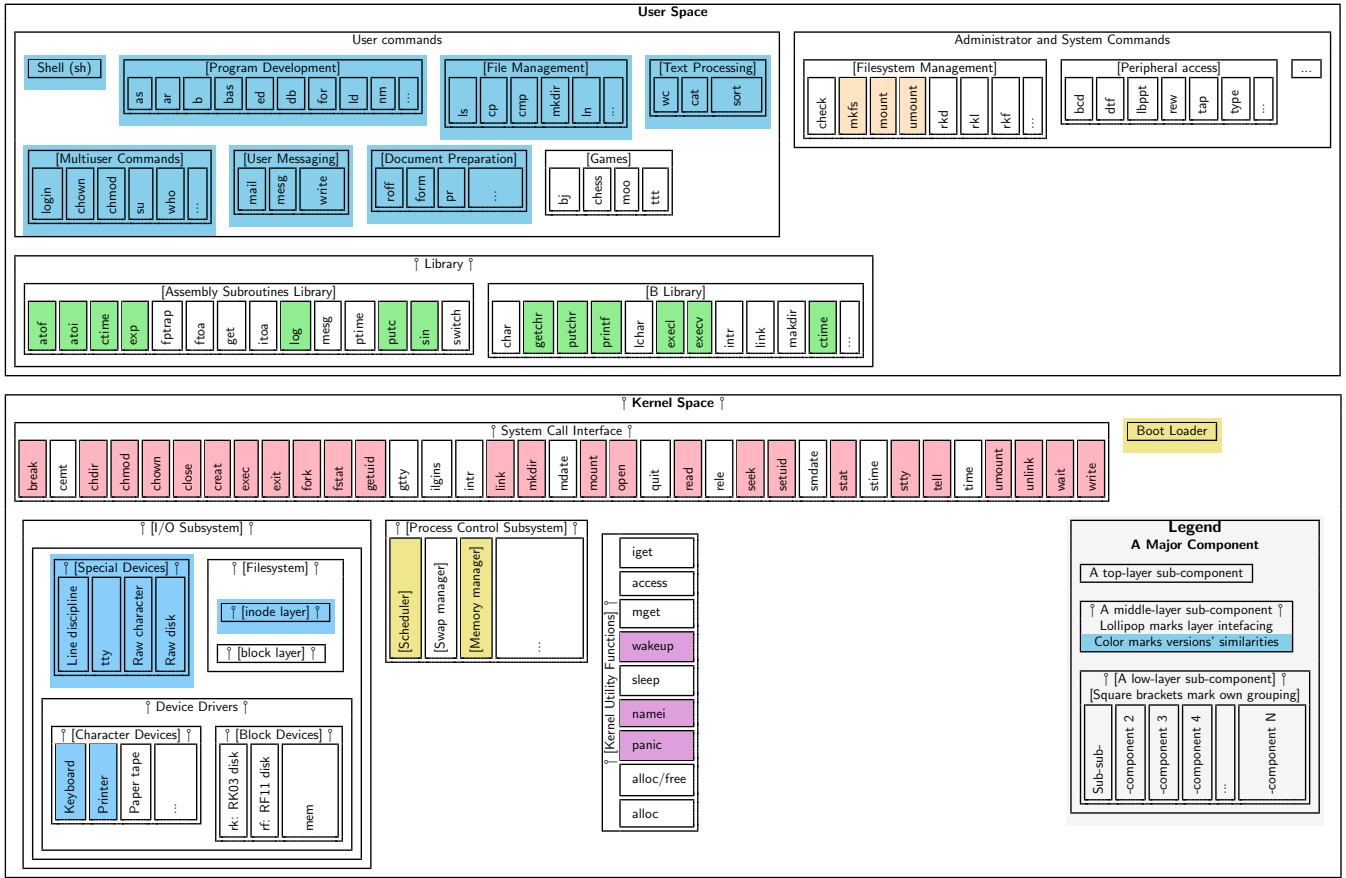 User Space
User commands
Shell (sh)
[Program Development]
as
ar
b
bas
ed
db
for
ld
nm
...
[File Management]
ls
cp
cmp
mkdir
ln
...
[Text Processing]
wc
cat
sort
[Multiuser Commands]
login
chown
chmod
su
who
...
[User Messaging]
mail
mesg
write
[Document Preparation]
roff
form
pr
...
[Games]
bj
chess
moo
ttt
Administrator and System Commands
[Filesystem Management]
check
mkfs
mount
umount
rkd
rkl
rkf
...
[Peripheral access]
bcd
dtf
lbppt
rew
tap
type
...
...
Library
[Assembly Subroutines Library]
atof
atoi
ctime
exp
fptrap
ftoa
get
itoa
log
mesg
ptime
putc
sin
switch
[B Library]
char
getchr
putchr
printf
lchar
execl
execv
intr
link
makdir
ctime
...
Kernel Space
System Call Interface
break
cemt
chdir
chmod
chown
close
creat
exec
exit
fork
fstat
getuid
gtty
ilgins
intr
link
mkdir
mdate
mount
open
quit
read
rele
seek
setuid
smdate
stat
stime
stty
tell
time
umount
unlink
wait
write
Boot Loader
[I/O Subsystem]
[Special Devices]
Line discipline
tty
Raw character
Raw disk
[Filesystem]
[inode layer]
[block layer]
Device Drivers
[Character Devices]
Keyboard
Printer
Paper tape
...
[Block Devices]
rk: RK03 disk
rf: RF11 disk
mem
[Process Control Subsystem]
[Scheduler]
[Swap manager]
[Memory manager]
...
[Kernel Utility Functions]
iget
access
mget
wakeup
sleep
namei
panic
alloc/free
alloc
Legend
A Major Component
A top-layer sub-component
A middle-layer sub-component
Lollipop marks layer intefacing
Color marks versions' similarities
[A low-layer sub-component]
[Square brackets mark own grouping]
Sub-sub-
-component 2
-component 3
-component 4
...
-component N